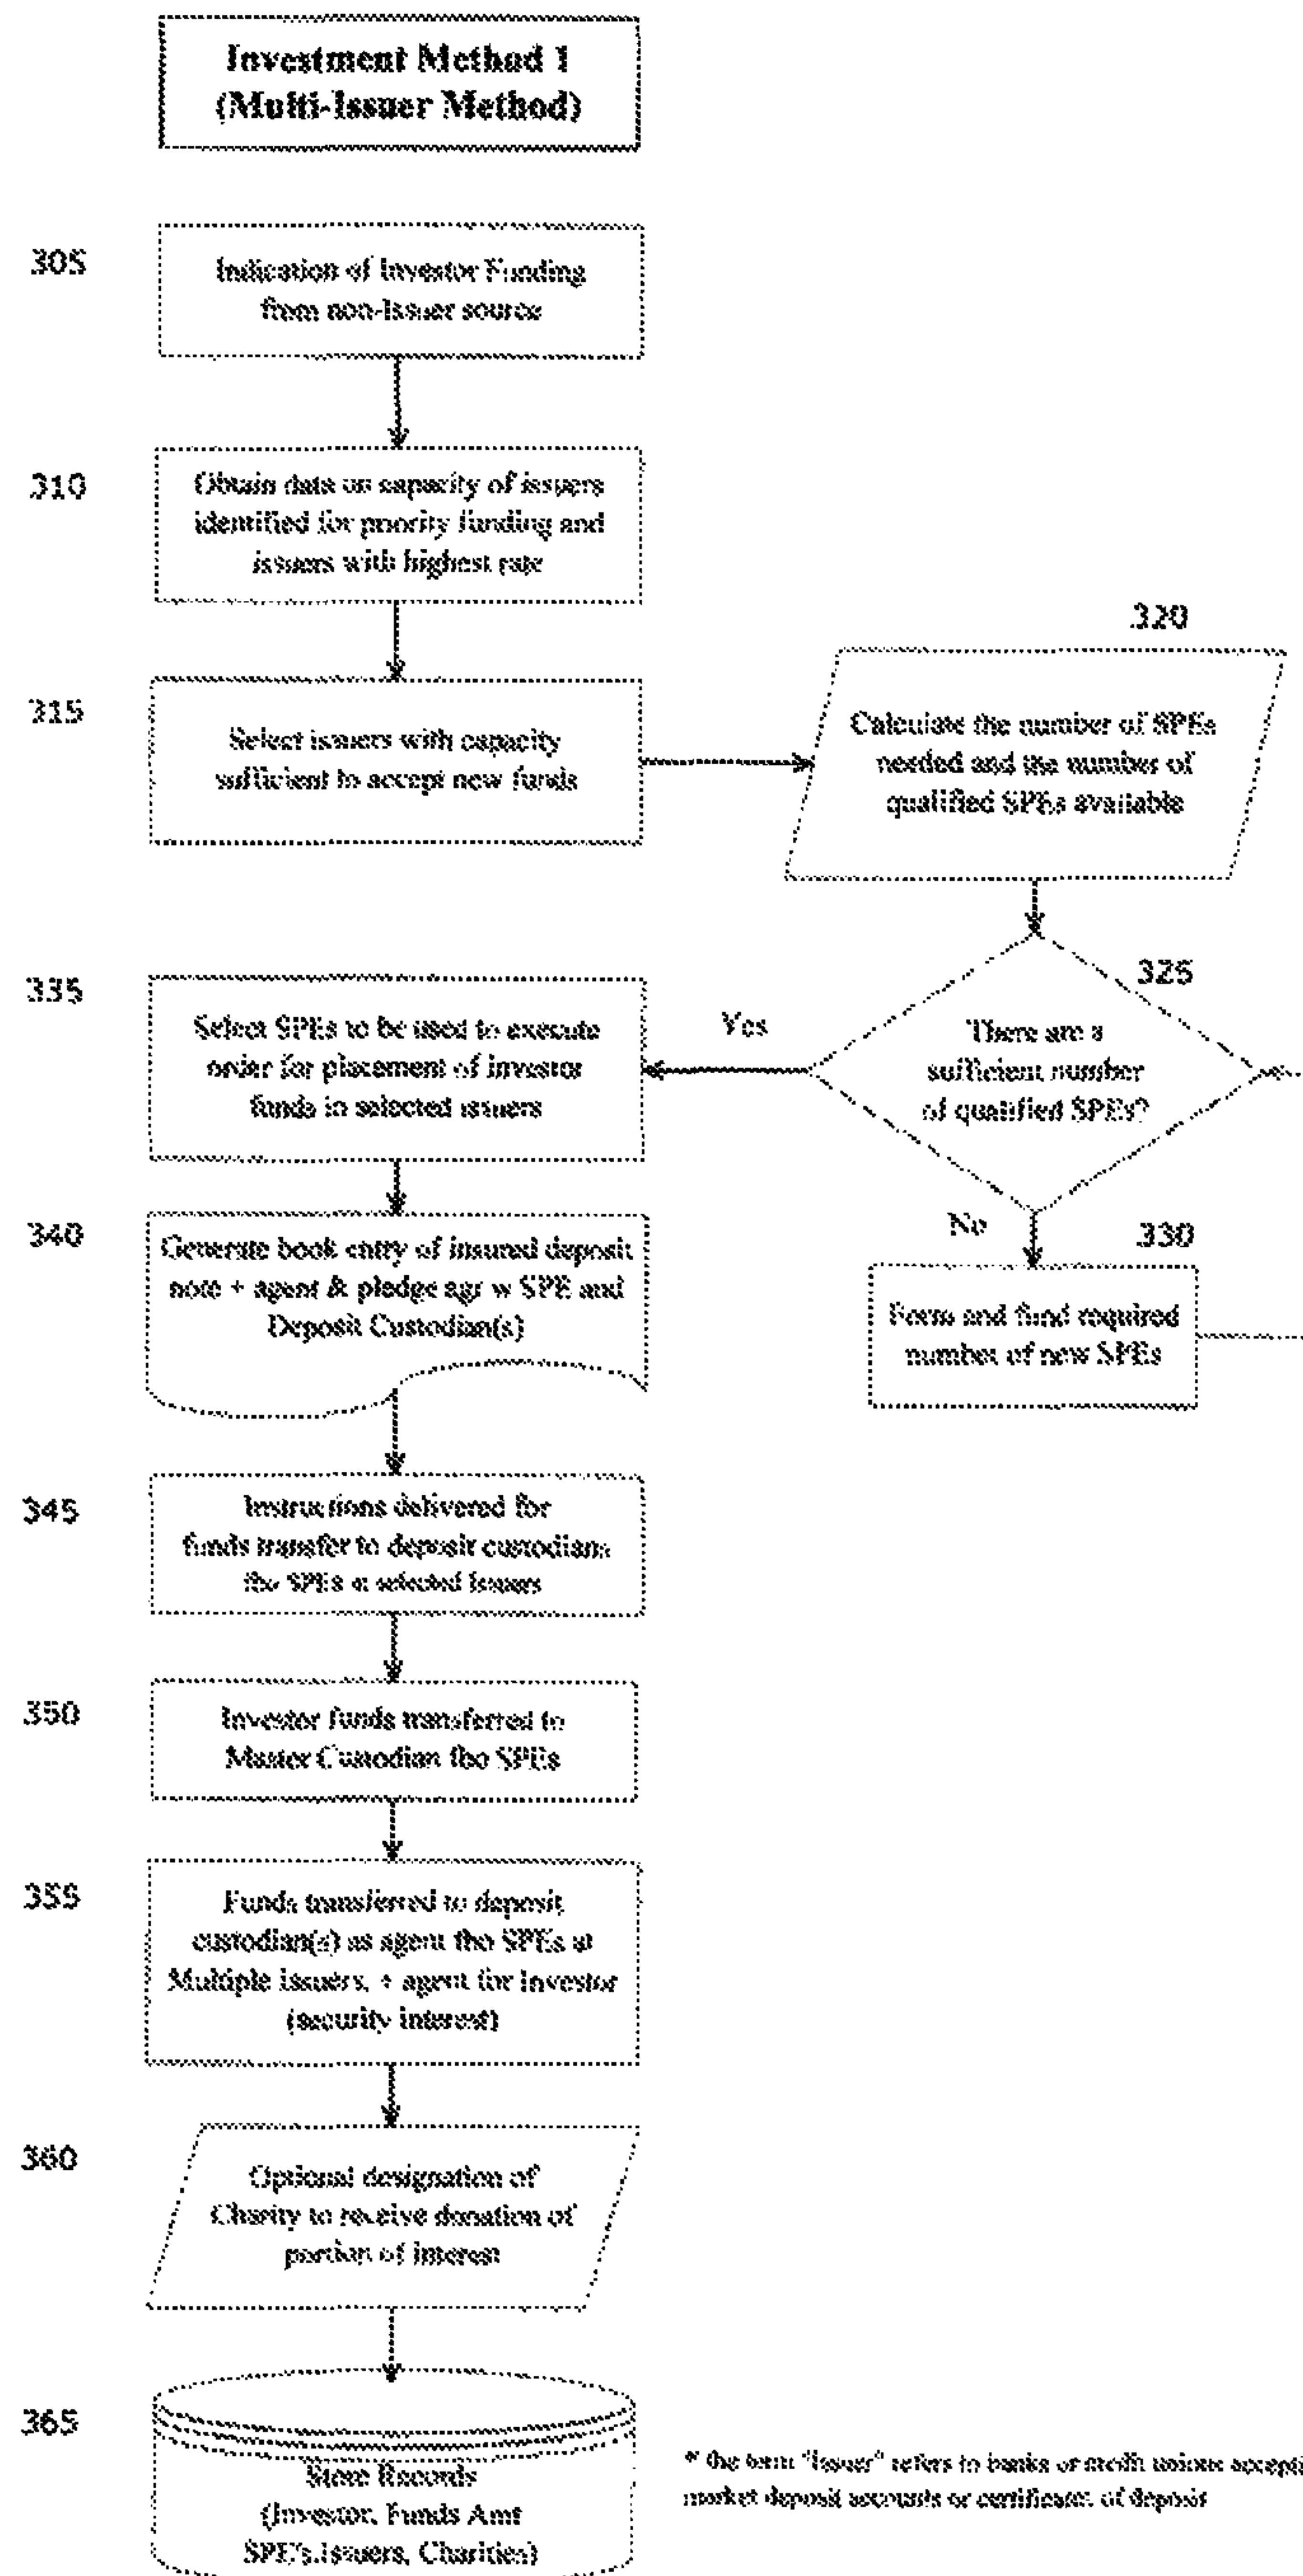 Investment Method 1
(Multi-Issuer Method)
305
Indication of Investor Funding
from non-Issuer source
310
Obtain data on capacity of issuers
identified for priority funding and
issuers with highest rate
315
Select issuers with capacity
sufficient to accept new funds
320
Calculate the number of SPEs
needed and the number of
qualified SPEs available
325
There are a
sufficient number
of qualified SPEs?
Yes
No
330
Form and fund required
number of new SPEs
335
Select SPEs to be used to execute
order for placement of investor
funds in selected issuers
340
Generate book entry of insured deposit
note + agent & pledge agr w SPE and
Deposit Custodian(s)
345
Instructions delivered for
funds transfer to deposit custodians
fbo SPEs at selected Issuers
350
Investor funds transferred to
Master Custodian fbo SPEs
355
Funds transferred to deposit
custodian(s) as agent fbo SPEs at
Multiple Issuers, + agent for Investor
(security interest)
360
Optional designation of
Charity to receive donation of
portion of interest
365
Store Records
(Investor, Funds Amt
SPE's.Issuers, Charities)
* the term "Issuer" refers to banks or credit unions accepti
market deposit accounts or certificates of deposit